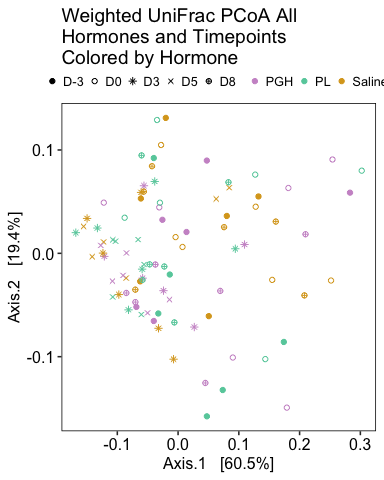 Weighted UniFrac PCoA All
Hormones and Timepoints
Colored by Hormone
D-3 D0 D3 D5 D8 PGH PL Saline
0.1
0.0
-0.1
Axis.2 [19.4%]
-0.1 0.0 0.1 0.2 0.3
Axis.1 [60.5%]